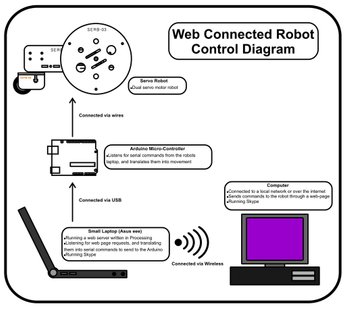 Web Connected Robot
Control Diagram
SERB-03
Servo Robot
•Dual servo motor robot
Connected via wires
Arduino Micro-Controller
•Listens for serial commands from the robots
laptop, and translates them into movement
Connected via USB
Computer
•Connected to a local network or over the internet
•Sends commands to the robot through a web-page
•Running Skype
Small Laptop (Asus eee)
•Running a web server written in Processing
•Listening for web page requests, and translating
them into serial commands to send to the Arduino
•Running Skype
Connected via Wireless